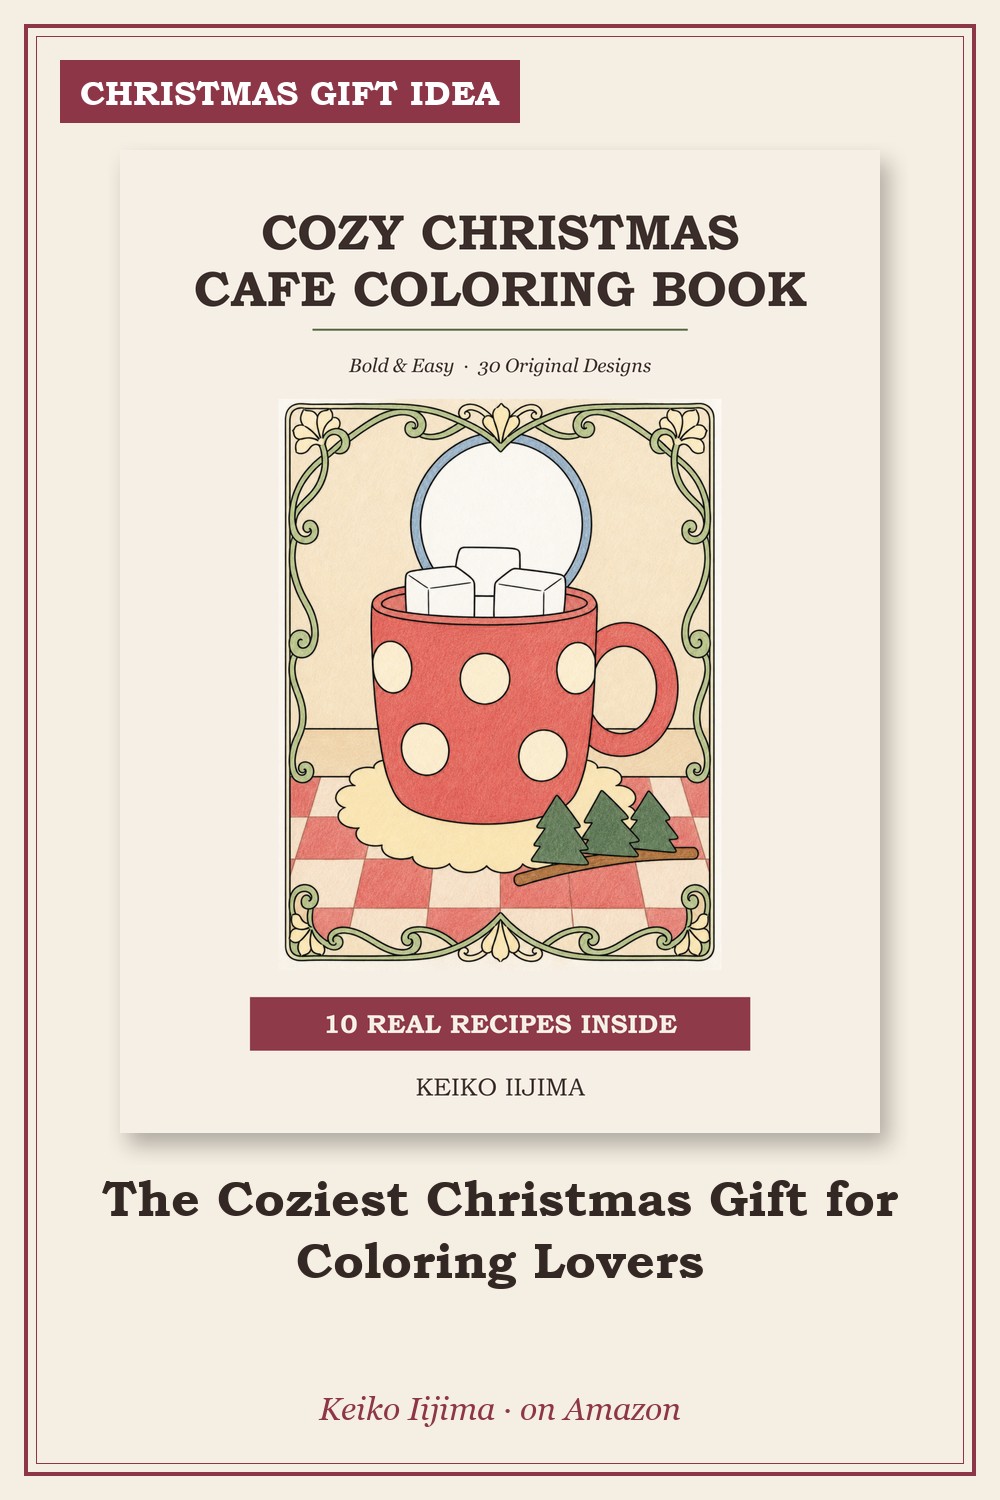 CHRISTMAS GIFT IDEA
COZY CHRISTMAS
CAFE COLORING BOOK
Bold & Easy · 30 Original Designs
10 REAL RECIPES INSIDE
KEIKO IIJIMA
The Coziest Christmas Gift for
Coloring Lovers
Keiko Iijima · on Amazon